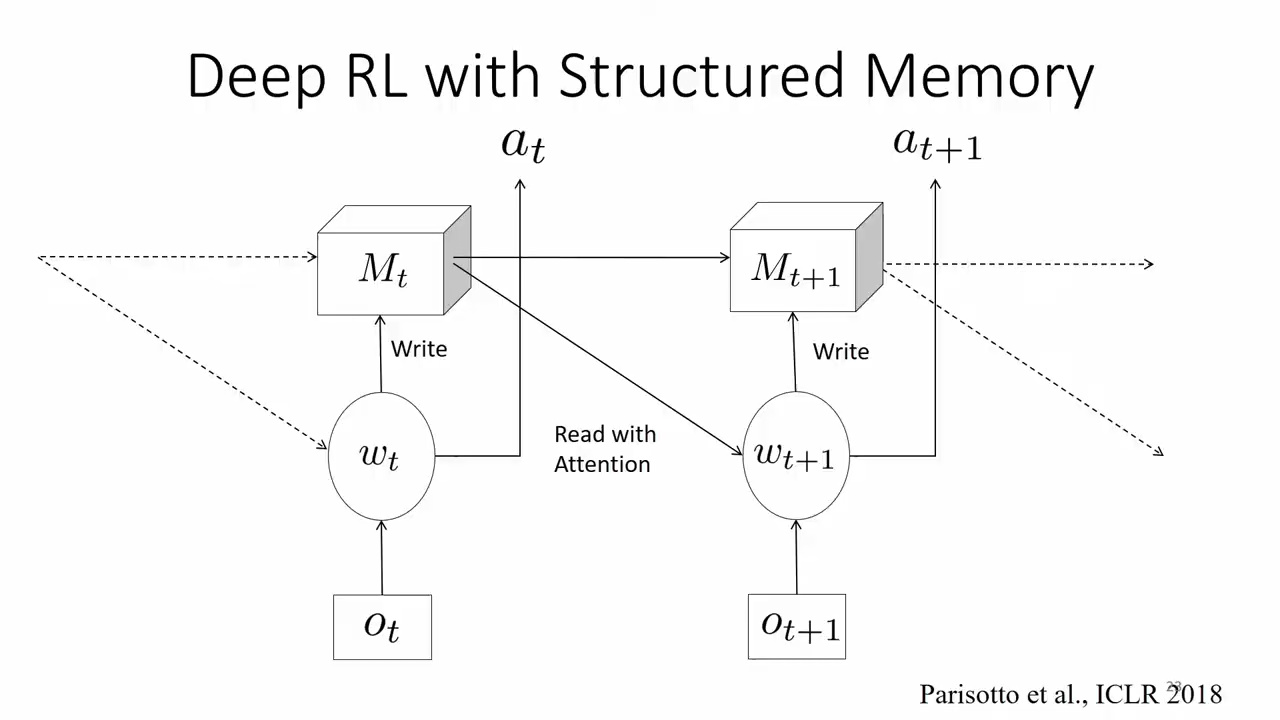 Deep RL with Structured Memory
a_t
a_{t+1}
M_t
M_{t+1}
Write
Write
Read with
Attention
w_t
w_{t+1}
o_t
o_{t+1}
23
Parisotto et al., ICLR 2018